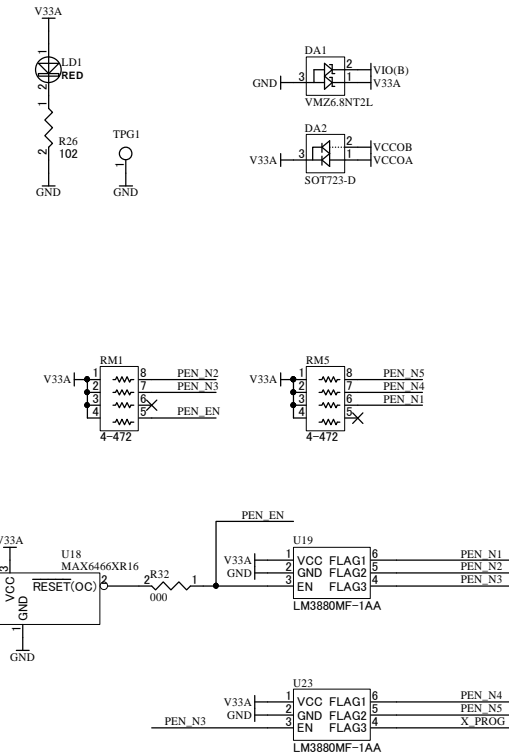 V33A
1
LD1
RED
2
1
R26
102
2
GND
TPG1
1
GND
DA1
GND 3 2 VIO(B)
1 V33A
VMZ6.8NT2L
DA2
V33A 3 2 VCCOB
1 VCCOA
SOT723-D
RM1
V33A 1 8 PEN_N2
2 7 PEN_N3
3 6
4 5 PEN_EN
4-472
RM5
V33A 1 8 PEN_N5
2 7 PEN_N4
3 6 PEN_N1
4 5
4-472
V33A
3
VCC
GND
1
GND
U18
MAX6466XR16
RESET(OC) 2
2 R32 1
000
PEN_EN
U19
V33A 1 VCC FLAG1 6 PEN_N1
GND 2 GND FLAG2 5 PEN_N2
3 EN FLAG3 4 PEN_N3
LM3880MF-1AA
U23
V33A 1 VCC FLAG1 6 PEN_N4
GND 2 GND FLAG2 5 PEN_N5
PEN_N3 3 EN FLAG3 4 X_PROG
LM3880MF-1AA